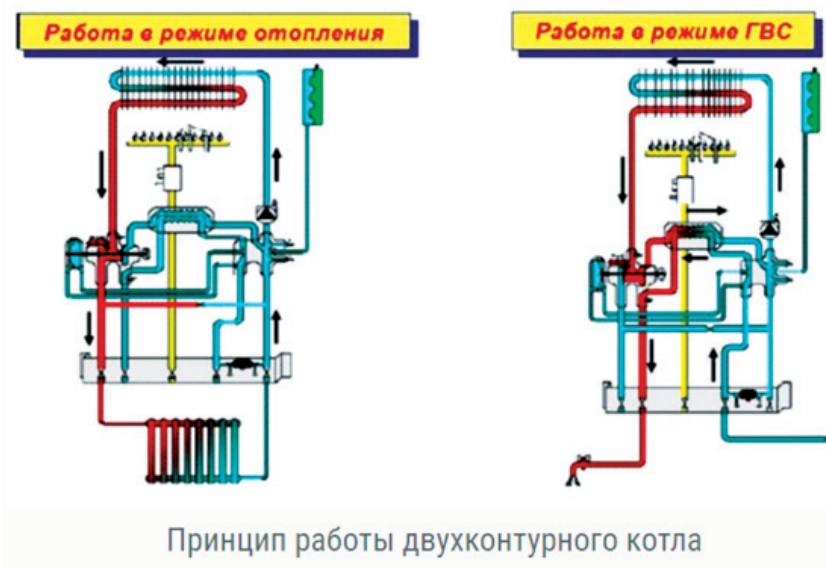 Работа в режиме отопления
Работа в режиме ГВС
Принцип работы двухконтурного котла